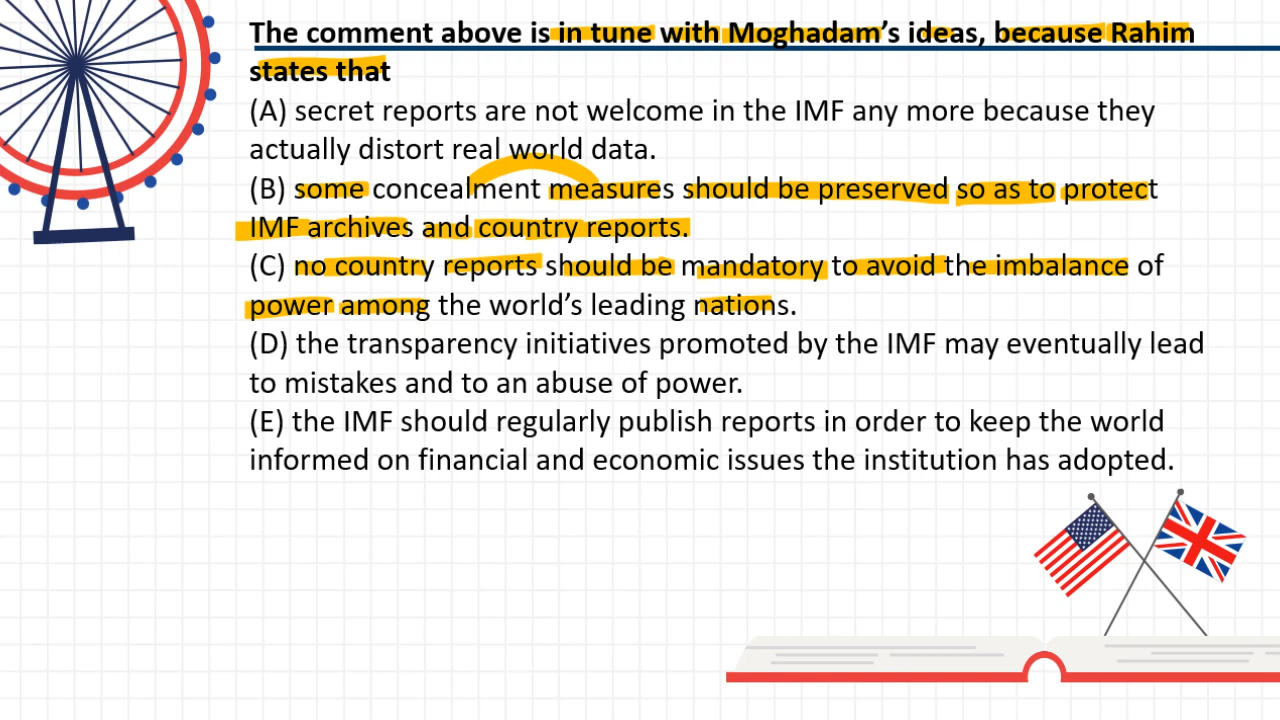 The comment above is in tune with Moghadam’s ideas, because Rahim
states that
(A) secret reports are not welcome in the IMF any more because they
actually distort real world data.
(B) some concealment measures should be preserved so as to protect
IMF archives and country reports.
(C) no country reports should be mandatory to avoid the imbalance of
power among the world’s leading nations.
(D) the transparency initiatives promoted by the IMF may eventually lead
to mistakes and to an abuse of power.
(E) the IMF should regularly publish reports in order to keep the world
informed on financial and economic issues the institution has adopted.